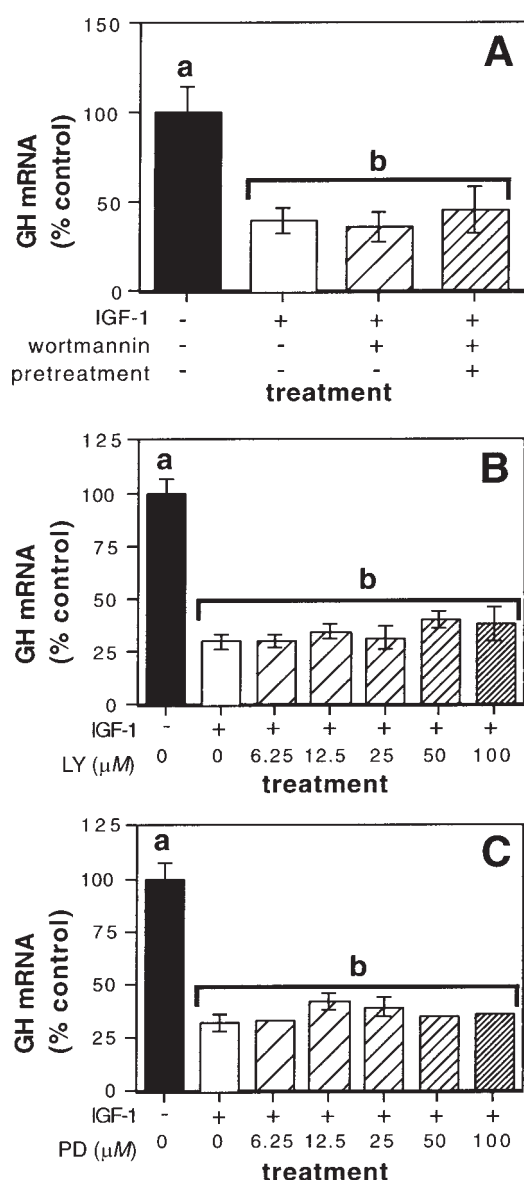 A
150
a
100
b
50
0
GH mRNA
(% control)
IGF-1 - + + +
wortmannin - - + +
pretreatment - - - +
treatment
B
125
a
100
75
b
50
25
0
GH mRNA
(% control)
IGF-1 - + + + + + +
LY (μM) 0 0 6.25 12.5 25 50 100
treatment
C
125
a
100
75
b
50
25
0
GH mRNA
(% control)
IGF-1 - + + + + + +
PD (μM) 0 0 6.25 12.5 25 50 100
treatment